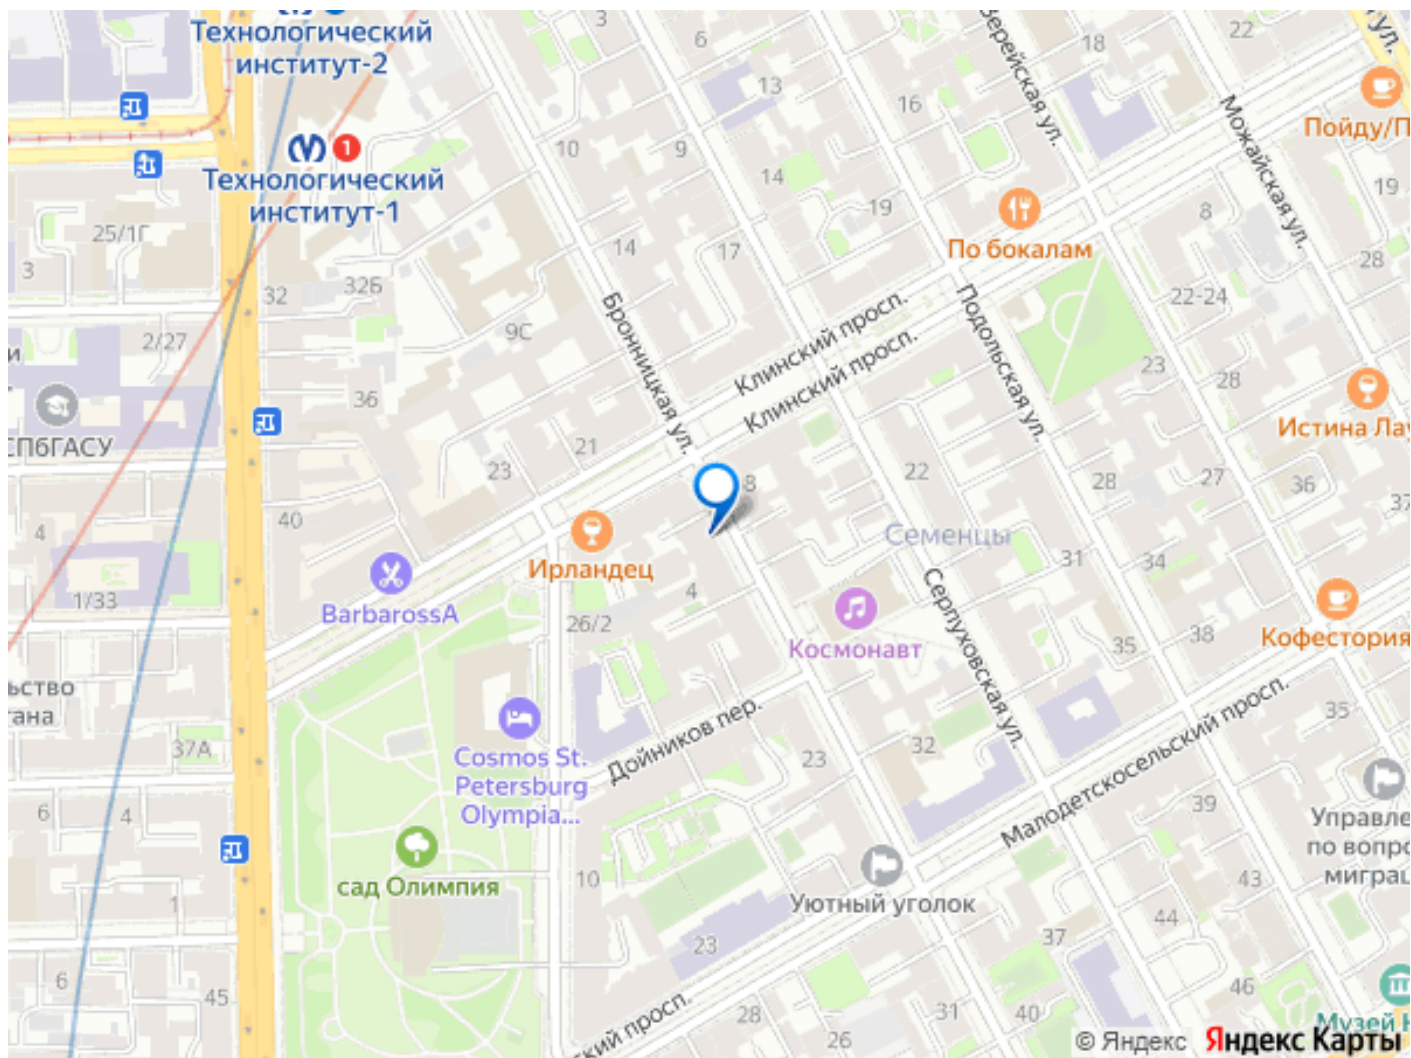 Технологический
институт-2
1
Технологический
институт-1
3
6
Верейская ул.
18
22
ул.
13
16
Можайская ул.
Пойду/П
10
9
14
19
19
По бокалам
8
25/1Г
3
14
17
28
32
32Б
Бронницкая ул.
Подольская ул.
22-24
9С
Клинский просп.
Клинский просп.
2/27
и
23
28
36
СПбГАСУ
Истина Лау
21
23
22
28
27
36
37
8
40
4
Семенцы
Ирландец
31
34
BarbarossA
1/33
4
26/2
Серпуховская ул.
Космонавт
35
38
Кофестория
ьство
тана
37А
Cosmos St.
Petersburg
Olympia...
Дойников пер.
23
32
Малодетскосельский просп.
35
6
4
39
Управле
по вопро
миграц
сад Олимпия
10
Уютный уголок
43
1
44
23
37
6
45
ский просп.
28
26
31
40
46
Музей Н
© Яндекс Яндекс Карты